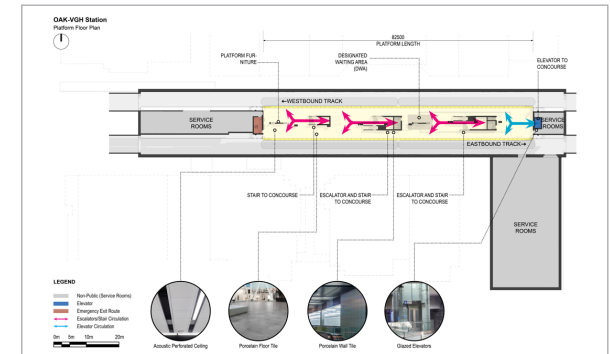 OAK-VGH Station
Platform Floor Plan
82500
PLATFORM LENGTH
PLATFORM FUR-
NITURE
DESIGNATED
WAITING AREA
(DWA)
ELEVATOR TO
CONCOURSE
←WESTBOUND TRACK
SERVICE
ROOMS
SERVICE
ROOMS
EASTBOUND TRACK→
STAIR TO CONCOURSE
ESCALATOR AND STAIR
TO CONCOURSE
ESCALATOR AND STAIR
TO CONCOURSE
SERVICE
ROOMS
LEGEND
Non-Public (Service Rooms)
Elevator
Emergency Exit Route
Escalators/Stair Circulation
Elevator Circulation
0m 5m 10m 20m
Acoustic Perforated Ceiling
Porcelain Floor Tile
Porcelain Wall Tile
Glazed Elevators